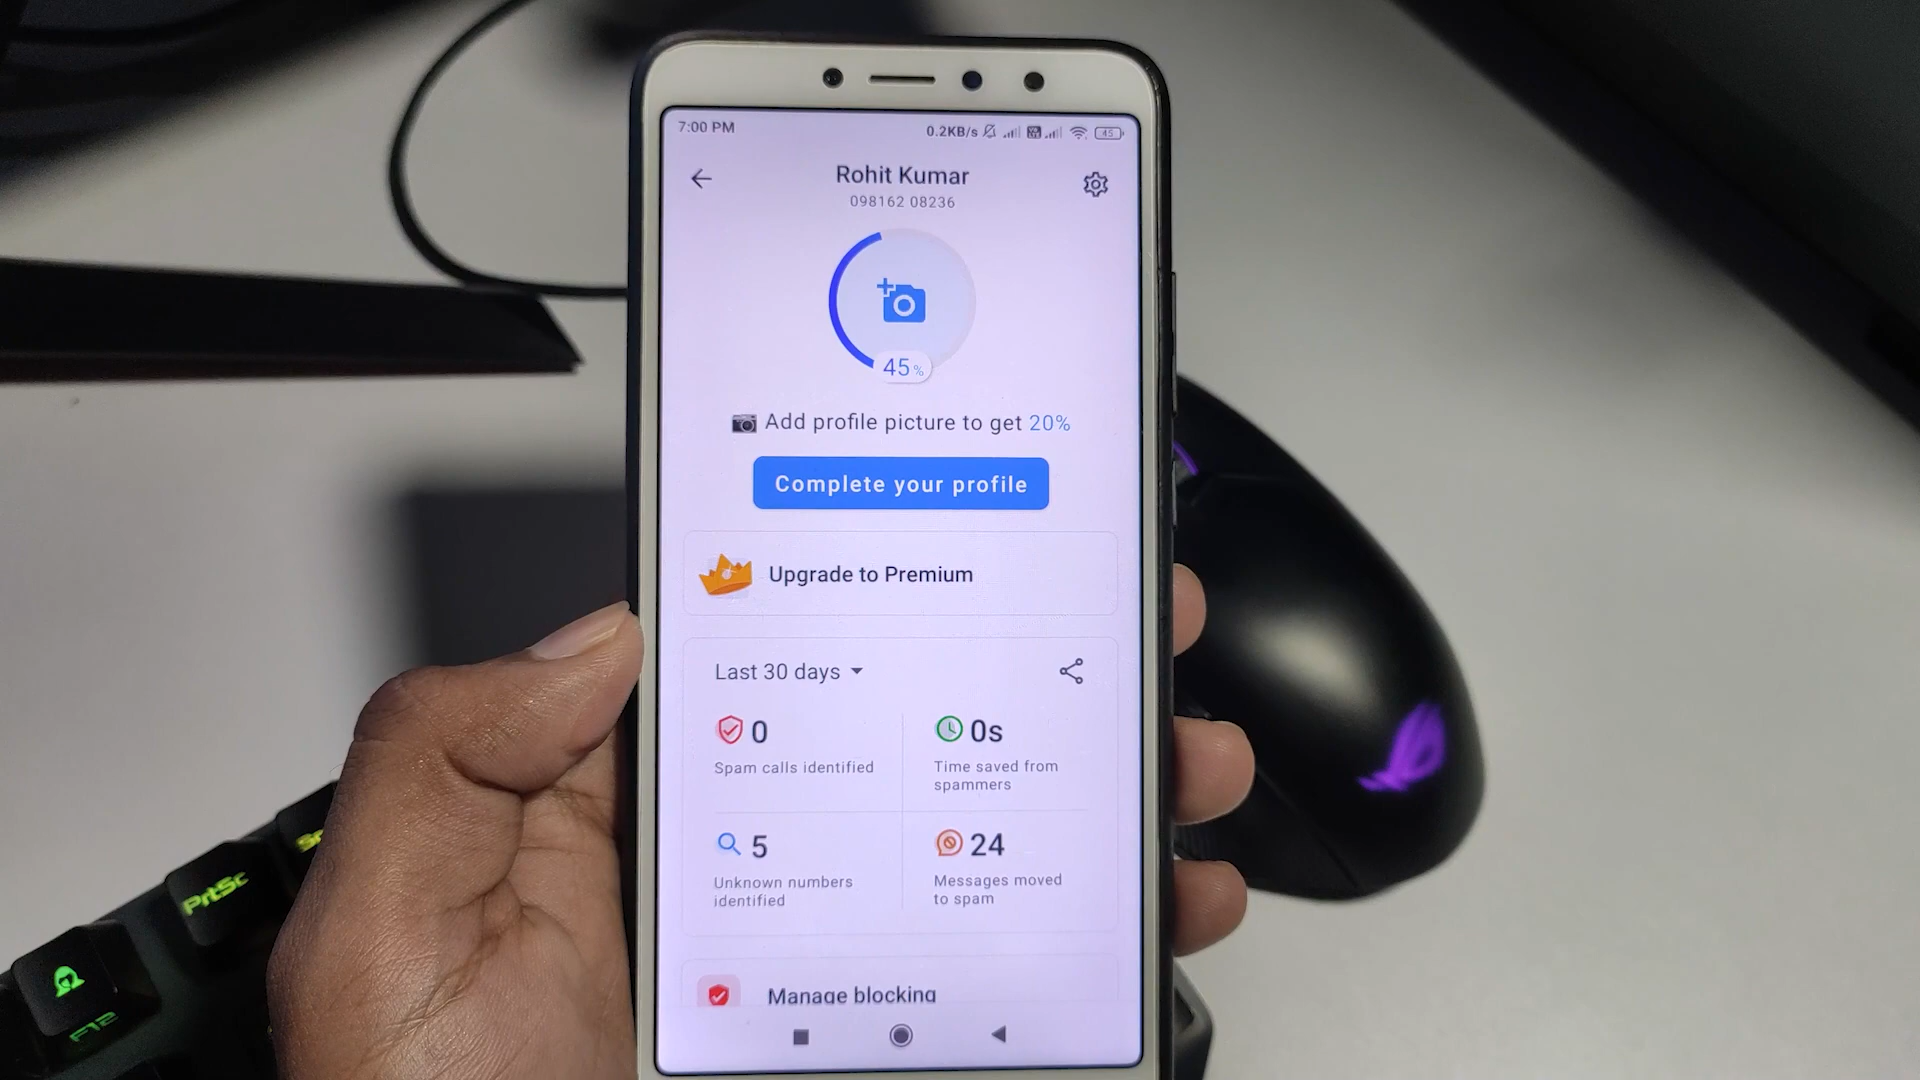 7:00 PM 0.2KB/s 45
Rohit Kumar
098162 08236
45%
Add profile picture to get 20%
Complete your profile
Upgrade to Premium
Last 30 days
0 0s
Spam calls identified
Time saved from
spammers
5 24
Unknown numbers
identified
Messages moved
to spam
Manage blocking
PrtSc
F12